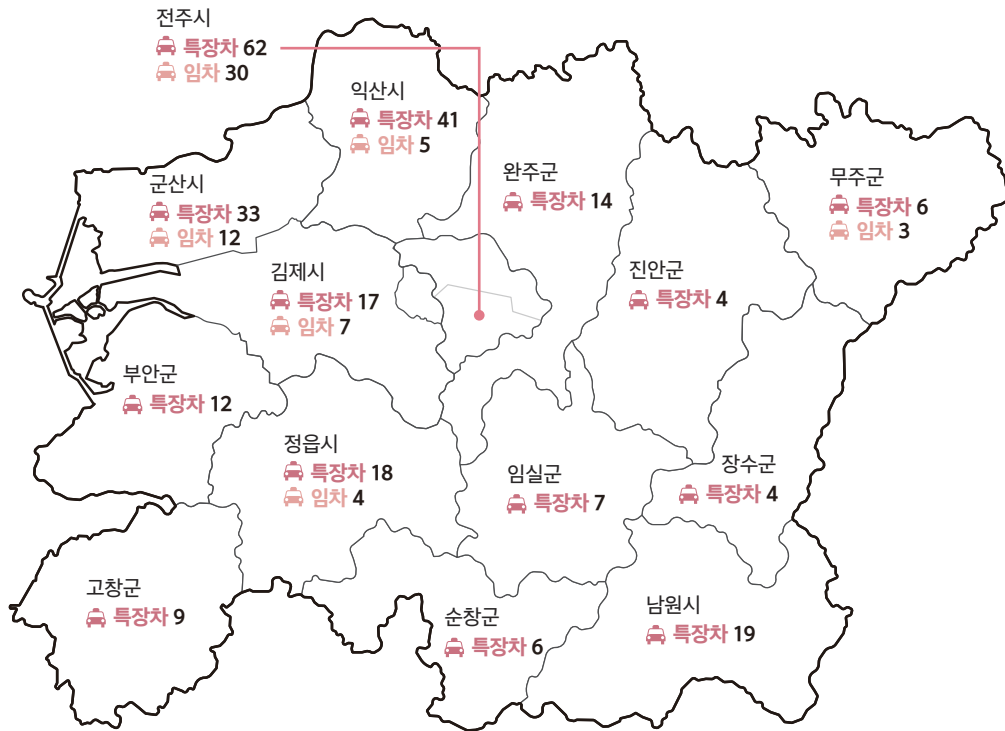 전주시
특장차 62
임차 30
익산시
특장차 41
임차 5
완주군
특장차 14
무주군
특장차 6
임차 3
군산시
특장차 33
임차 12
김제시
특장차 17
임차 7
진안군
특장차 4
부안군
특장차 12
정읍시
특장차 18
임차 4
임실군
특장차 7
장수군
특장차 4
고창군
특장차 9
순창군
특장차 6
남원시
특장차 19